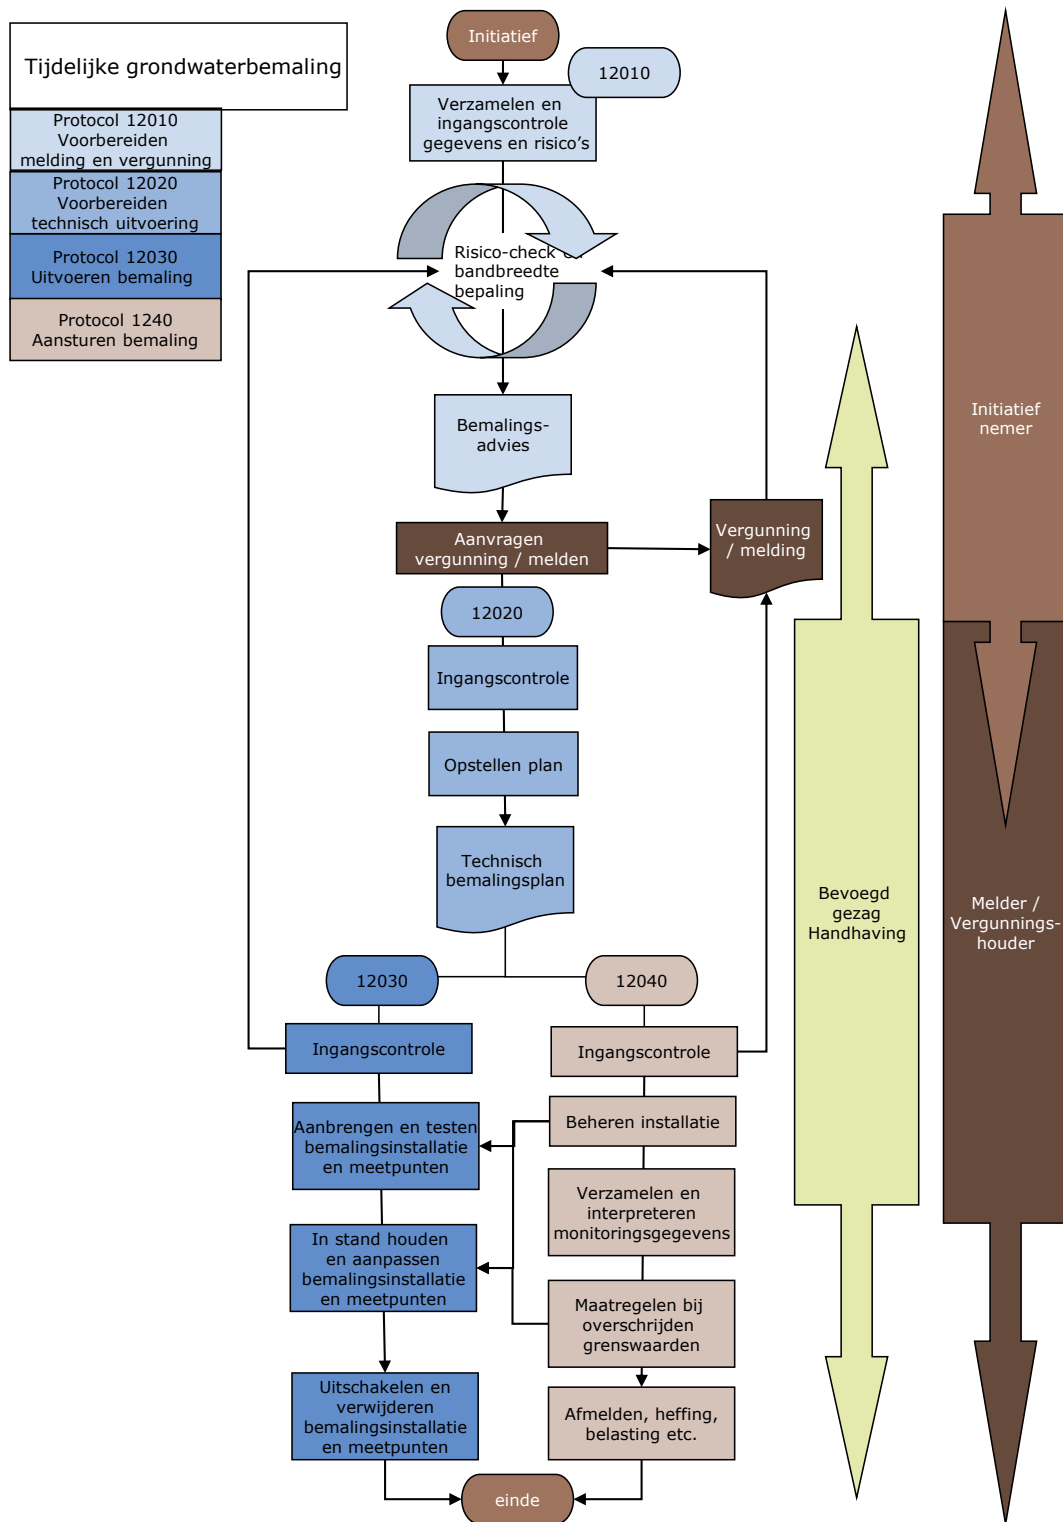 Tijdelijke grondwaterbemaling
Protocol 12010
Voorbereiden
melding en vergunning
Protocol 12020
Voorbereiden
technisch uitvoering
Protocol 12030
Uitvoeren bemaling
Protocol 1240
Aansturen bemaling
Initiatief
12010
Verzamelen en
ingangscontrole
gegevens en risico's
Risico-check
bandbreedte
bepaling
Bemalings-
advies
Aanvragen
vergunning / melden
Vergunning
/ melding
12020
Ingangscontrole
Opstellen plan
Technisch
bemalingsplan
12030
Ingangscontrole
Aanbrengen en testen
bemalingsinstallatie
en meetpunten
In stand houden
en aanpassen
bemalingsinstallatie
en meetpunten
Uitschakelen en
verwijderen
bemalingsinstallatie
en meetpunten
12040
Ingangscontrole
Beheren installatie
Verzamelen en
interpreteren
monitoringsgegevens
Maatregelen bij
overschrijden
grenswaarden
Afmelden, heffing,
belasting etc.
einde
Bevoegd
gezag
Handhaving
Initiatief
nemer
Melder /
Vergunnings-
houder